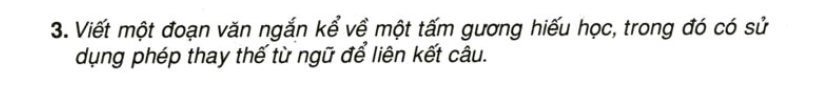 3. Viết một đoạn văn ngắn kể về một tấm gương hiếu học, trong đó có sử
dụng phép thay thế từ ngữ để liên kết câu.